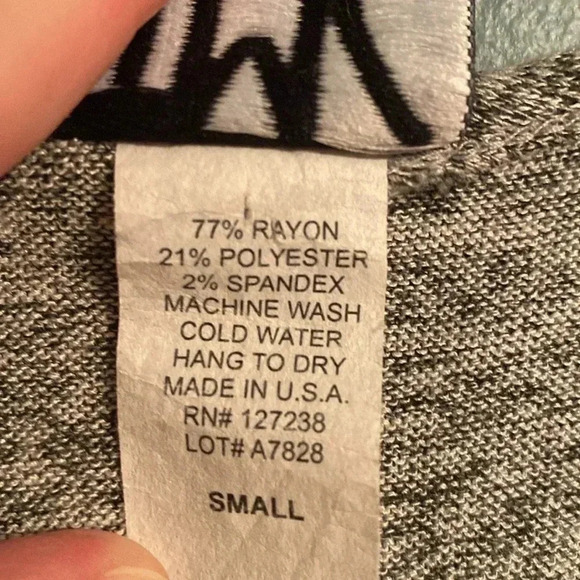 77% RAYON
21% POLYESTER
2% SPANDEX
MACHINE WASH
COLD WATER
HANG TO DRY
MADE IN U.S.A.
RN# 127238
LOT# A7828
SMALL